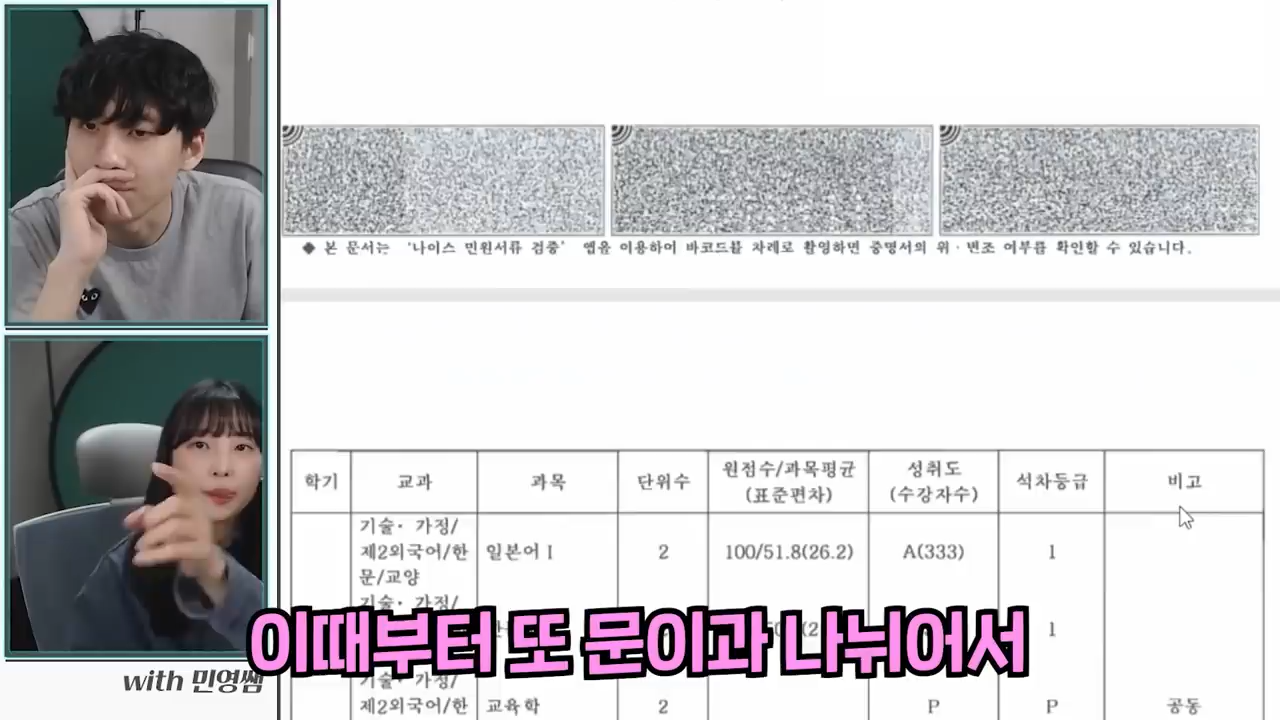 ◆ 본 문서는 '나이스 민원서류 검증' 앱을 이용하여 바코드를 차례로 촬영하면 증명서의 위·변조 여부를 확인할 수 있습니다.
학기 교과 과목 단위수 원점수/과목평균 (표준편차) 성취도 (수강자수) 석차등급 비고
기술· 가정/
제2외국어/한 일본어 I 2 100/51.8(26.2) A(333) 1
문/교양
기술· 가정/
1
이때부터 또 문이과 나뉘어서
with 민영쌤
기술· 가정/
제2외국어/한 교육학 2 P P 공동